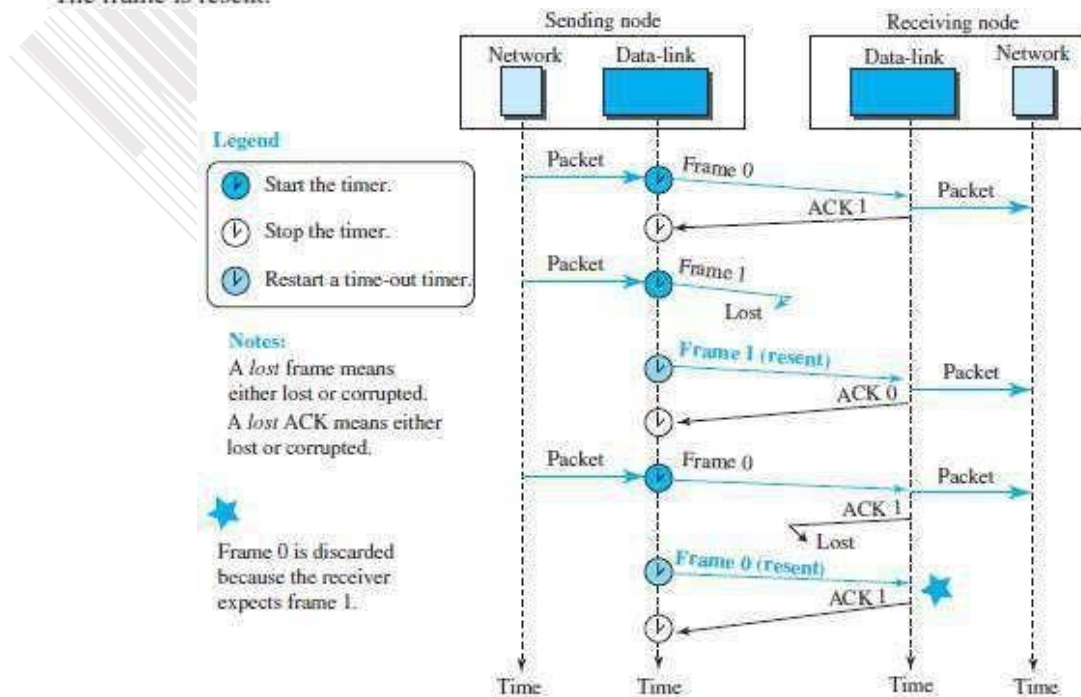 The frame is resent.
Sending node
Receiving node
Network
Data-link
Data-link
Network
Legend
Start the timer.
Stop the timer.
Restart a time-out timer.
Notes:
A lost frame means
either lost or corrupted.
A lost ACK means either
lost or corrupted.
Frame 0 is discarded
because the receiver
expects frame 1.
Packet
Frame 0
Packet
ACK 1
Packet
Frame 1
Lost
Frame 1 (resent)
Packet
ACK 0
Packet
Frame 0
Packet
ACK 1
Lost
Frame 0 (resent)
ACK 1
Time
Time
Time
Time